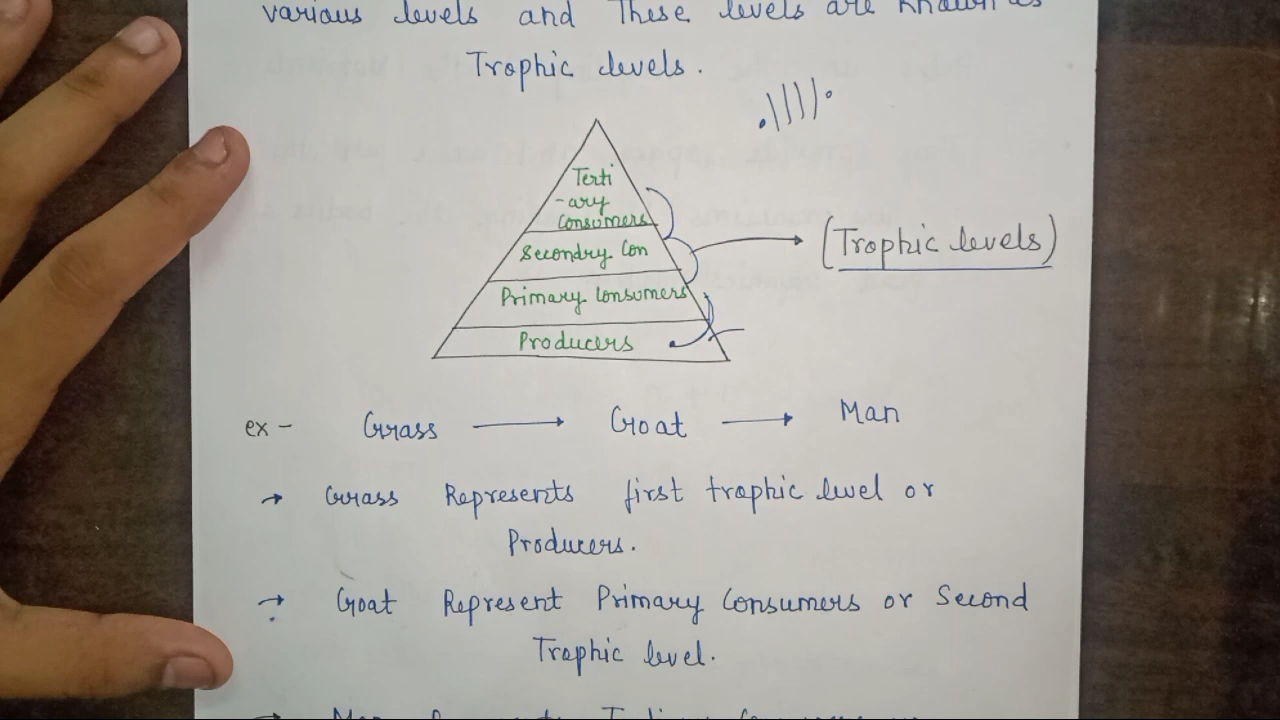 various levels and These levels are known as
Trophic levels.
Terti
-ary
Consumers
Secondry Con
Primary Consumers
Producers
(Trophic levels)
ex - Grass → Goat → Man
→ Grass Represents first trophic level or
Producers.
→ Goat Represent Primary Consumers or Second
Trophic level.
→ Man